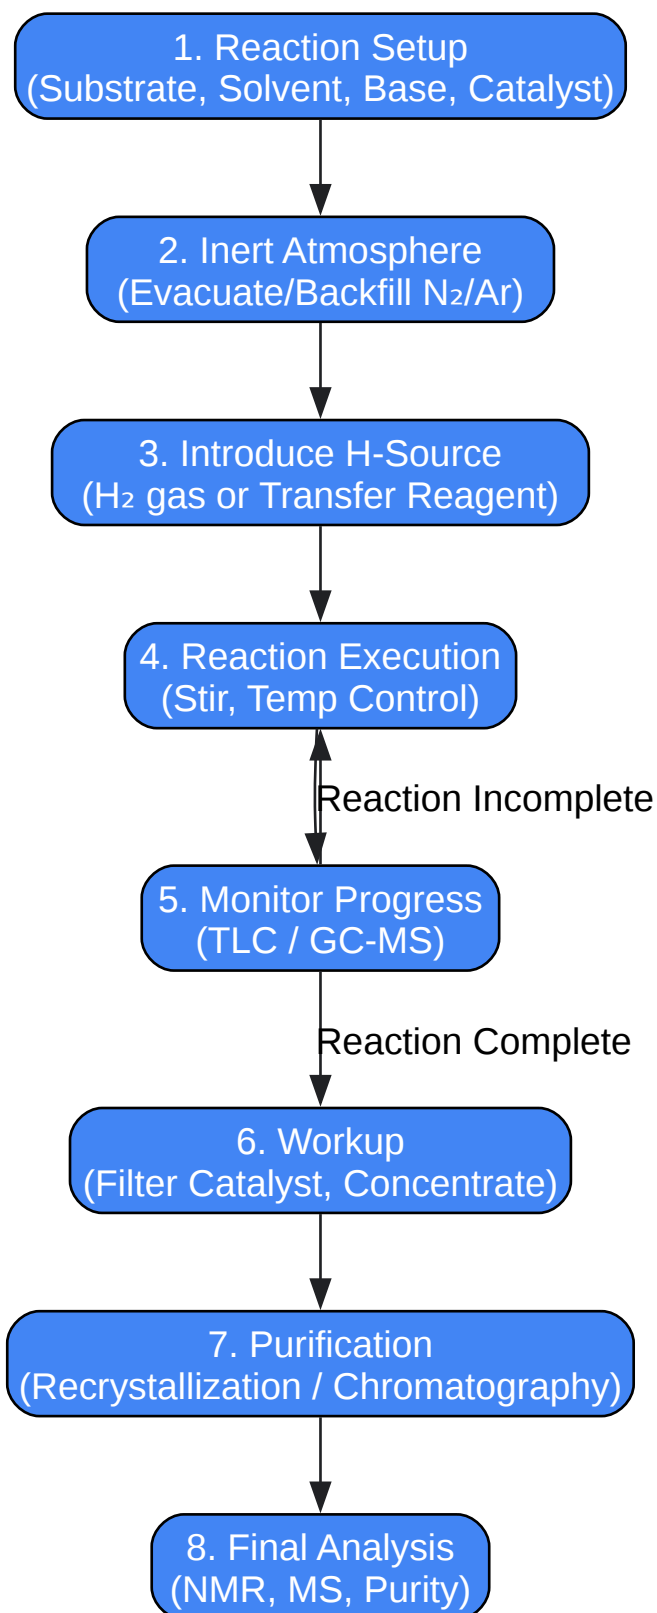 1. Reaction Setup
(Substrate, Solvent, Base, Catalyst)
2. Inert Atmosphere
(Evacuate/Backfill N₂/Ar)
3. Introduce H-Source
(H₂ gas or Transfer Reagent)
4. Reaction Execution
(Stir, Temp Control)
Reaction Incomplete
5. Monitor Progress
(TLC / GC-MS)
Reaction Complete
6. Workup
(Filter Catalyst, Concentrate)
7. Purification
(Recrystallization / Chromatography)
8. Final Analysis
(NMR, MS, Purity)